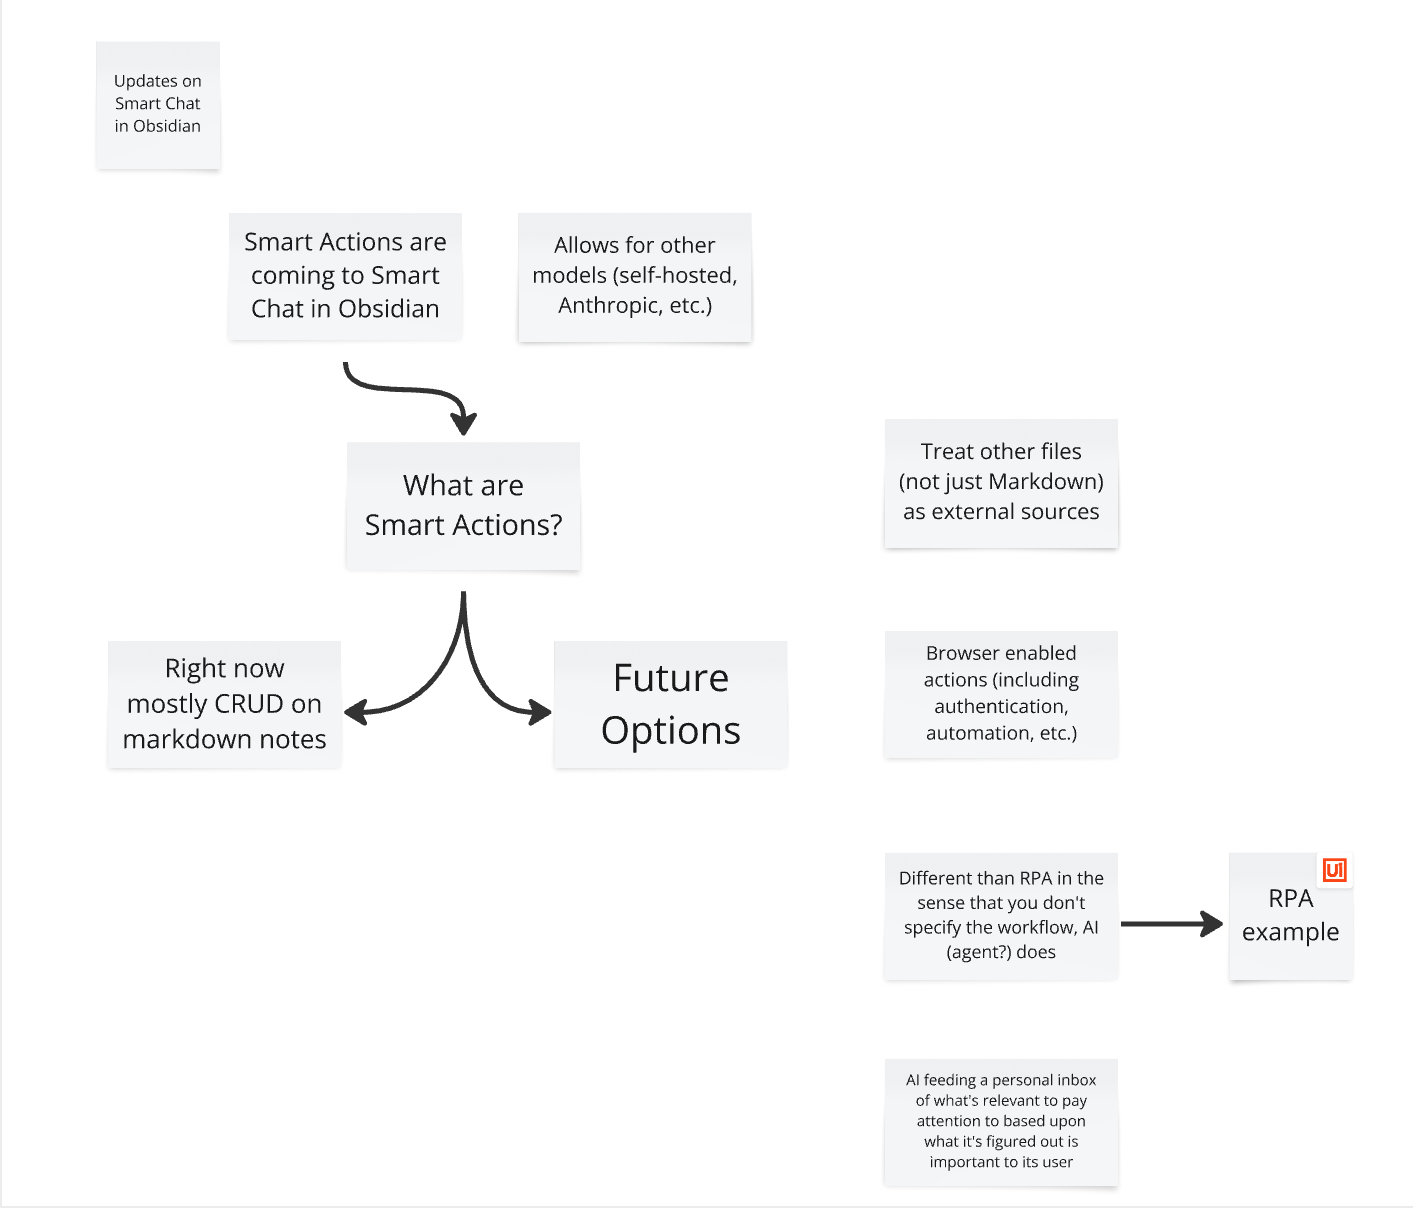 Updates on
Smart Chat
in Obsidian
Smart Actions are
coming to Smart
Chat in Obsidian
Allows for other
models (self-hosted,
Anthropic, etc.)
What are
Smart Actions?
Treat other files
(not just Markdown)
as external sources
Right now
mostly CRUD on
markdown notes
Future
Options
Browser enabled
actions (including
authentication,
automation, etc.)
Different than RPA in the
sense that you don't
specify the workflow, AI
(agent?) does
UI
RPA
example
AI feeding a personal inbox
of what's relevant to pay
attention to based upon
what it's figured out is
important to its user